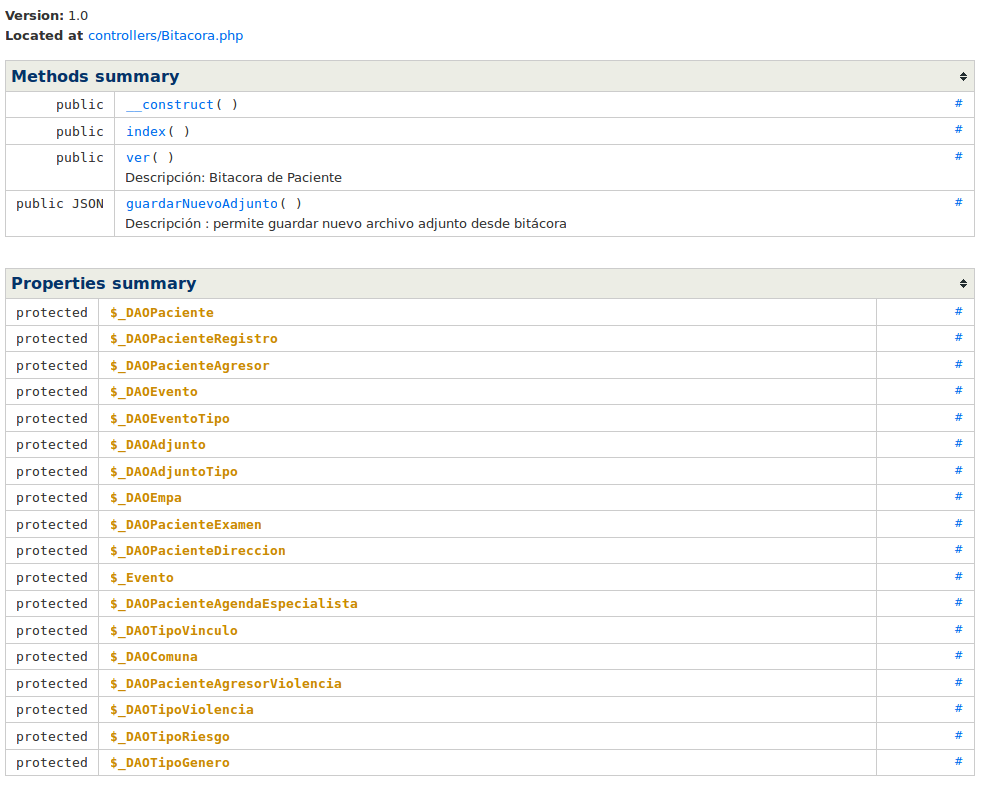 Version: 1.0
Located at controllers/Bitacora.php
Methods summary
public __construct( ) #
public index( ) #
public ver( ) #
Descripción: Bitacora de Paciente
public JSON guardarNuevoAdjunto( ) #
Descripción : permite guardar nuevo archivo adjunto desde bitácora
Properties summary
protected $_DAOPaciente #
protected $_DAOPacienteRegistro #
protected $_DAOPacienteAgresor #
protected $_DAOEvento #
protected $_DAOEventoTipo #
protected $_DAOAdjunto #
protected $_DAOAdjuntoTipo #
protected $_DAOEmpa #
protected $_DAOPacienteExamen #
protected $_DAOPacienteDireccion #
protected $_Evento #
protected $_DAOPacienteAgendaEspecialista #
protected $_DAOTipoVinculo #
protected $_DAOComuna #
protected $_DAOPacienteAgresorViolencia #
protected $_DAOTipoViolencia #
protected $_DAOTipoRiesgo #
protected $_DAOTipoGenero #